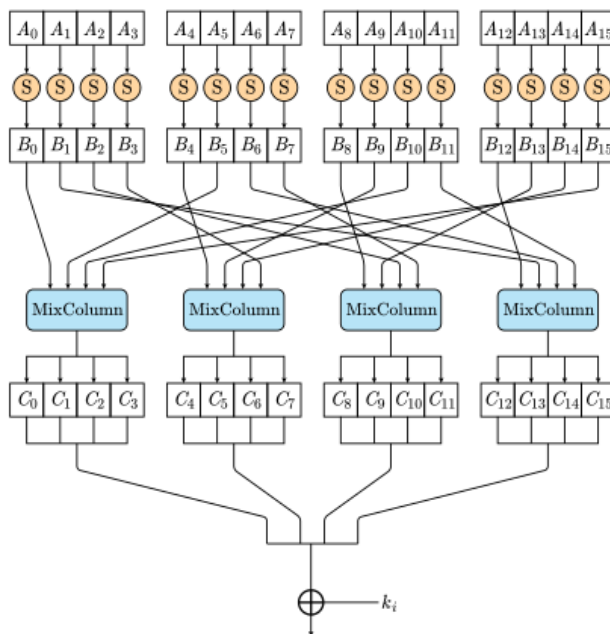 A0 A1 A2 A3 A4 A5 A6 A7 A8 A9 A10 A11 A12 A13 A14 A15
S S S S S S S S S S S S S S S S
B0 B1 B2 B3 B4 B5 B6 B7 B8 B9 B10 B11 B12 B13 B14 B15
MixColumn MixColumn MixColumn MixColumn
C0 C1 C2 C3 C4 C5 C6 C7 C8 C9 C10 C11 C12 C13 C14 C15
ki